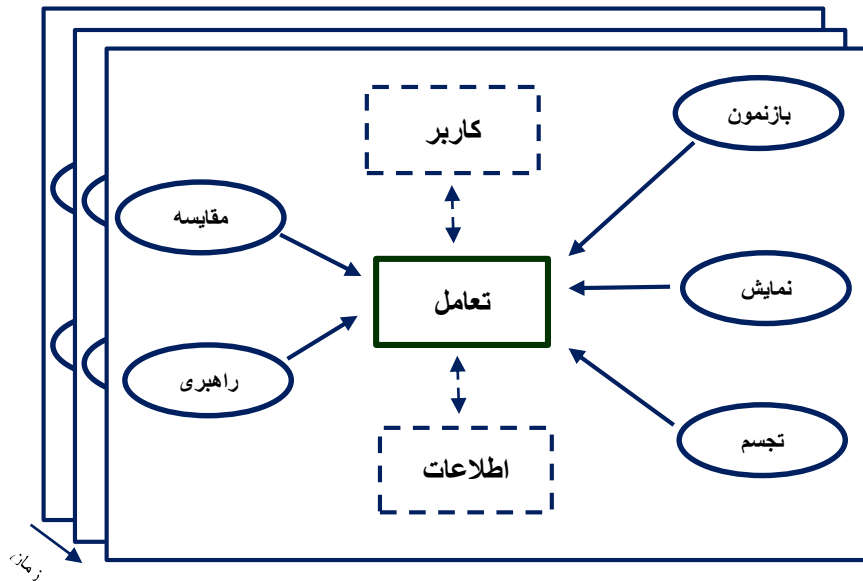 کاربر
بازنمون
مقایسه
تعامل
نمایش
راهبری
اطلاعات
تجسم
زمان